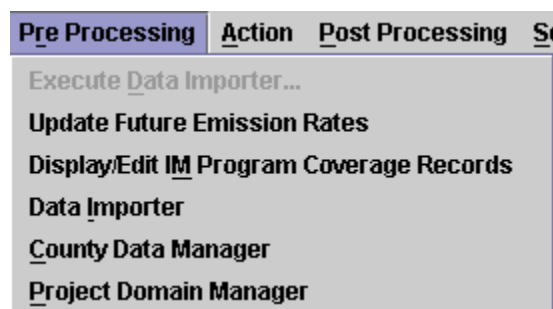 Pre Processing Action Post Processing
Execute Data Importer...
Update Future Emission Rates
Display/Edit IM Program Coverage Records
Data Importer
County Data Manager
Project Domain Manager